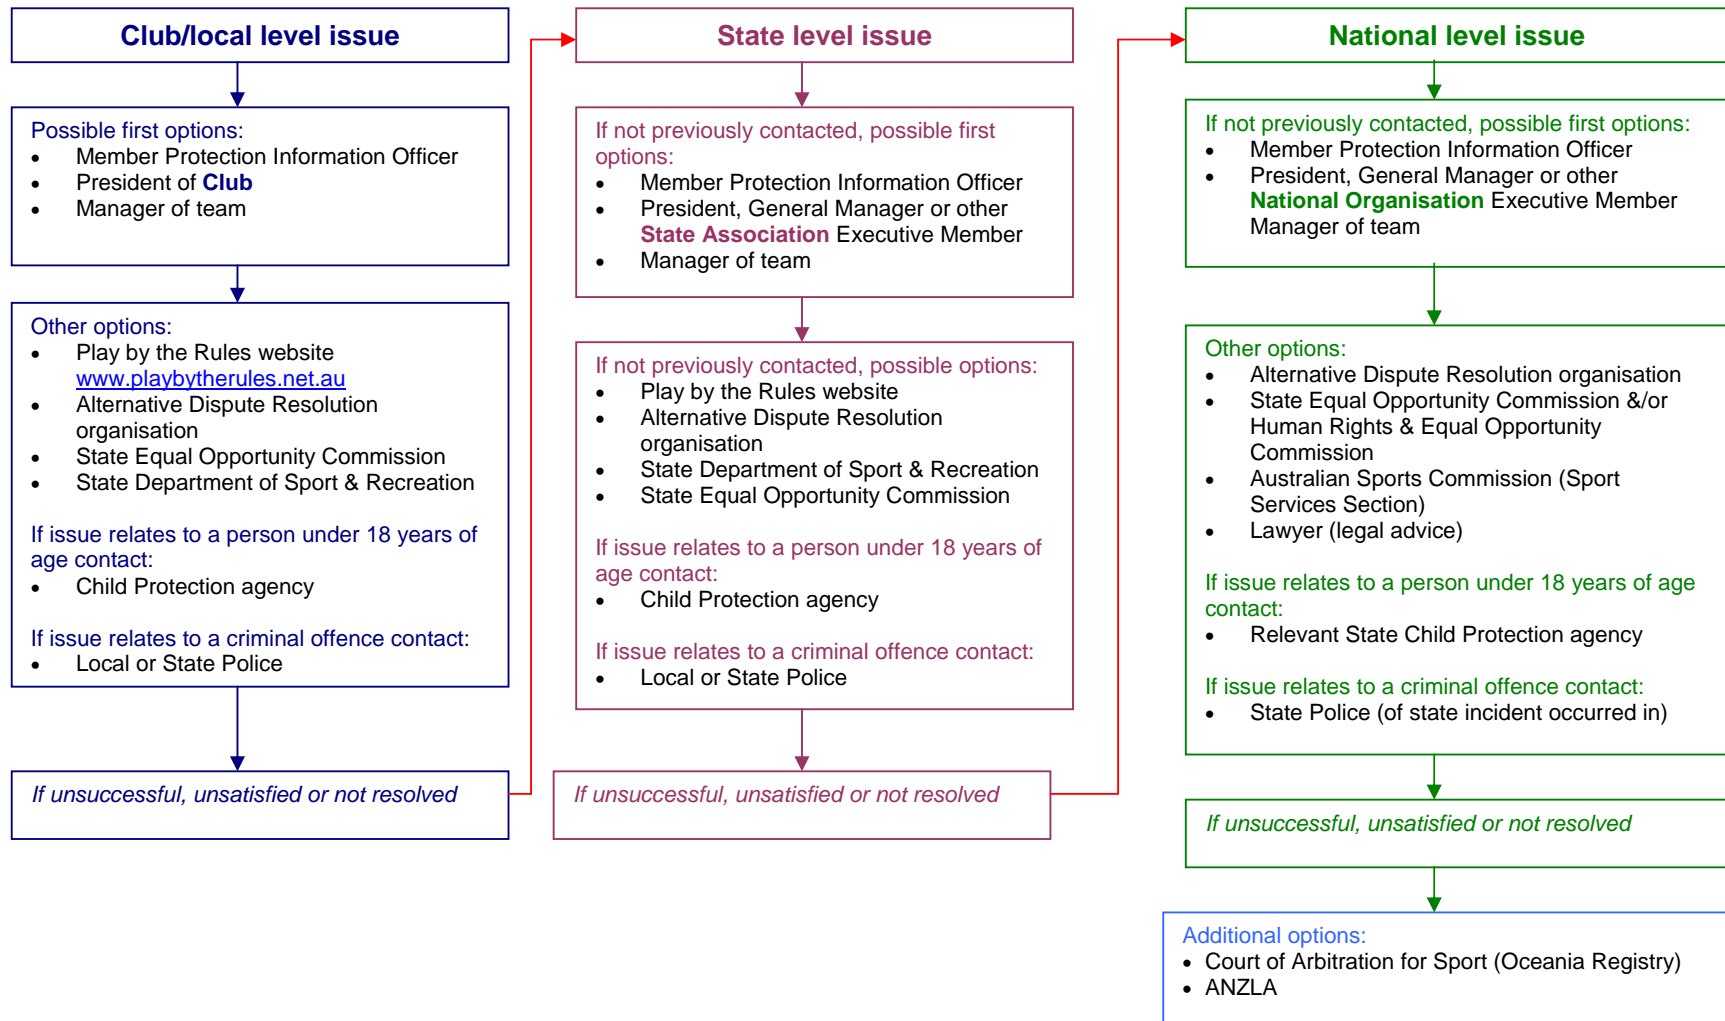 Club/local level issue
Possible first options:
• Member Protection Information Officer
• President of Club
• Manager of team
Other options:
• Play by the Rules website
www.playbytherules.net.au
• Alternative Dispute Resolution
organisation
• State Equal Opportunity Commission
• State Department of Sport & Recreation
If issue relates to a person under 18 years of
age contact:
• Child Protection agency
If issue relates to a criminal offence contact:
• Local or State Police
If unsuccessful, unsatisfied or not resolved
State level issue
If not previously contacted, possible first
options:
• Member Protection Information Officer
• President, General Manager or other
State Association Executive Member
• Manager of team
If not previously contacted, possible options:
• Play by the Rules website
• Alternative Dispute Resolution
organisation
• State Department of Sport & Recreation
• State Equal Opportunity Commission
If issue relates to a person under 18 years of
age contact:
• Child Protection agency
If issue relates to a criminal offence contact:
• Local or State Police
If unsuccessful, unsatisfied or not resolved
National level issue
If not previously contacted, possible first options:
• Member Protection Information Officer
• President, General Manager or other
National Organisation Executive Member
Manager of team
Other options:
• Alternative Dispute Resolution organisation
• State Equal Opportunity Commission &/or
Human Rights & Equal Opportunity
Commission
• Australian Sports Commission (Sport
Services Section)
• Lawyer (legal advice)
If issue relates to a person under 18 years of age
contact:
• Relevant State Child Protection agency
If issue relates to a criminal offence contact:
• State Police (of state incident occurred in)
If unsuccessful, unsatisfied or not resolved
Additional options:
• Court of Arbitration for Sport (Oceania Registry)
• ANZLA